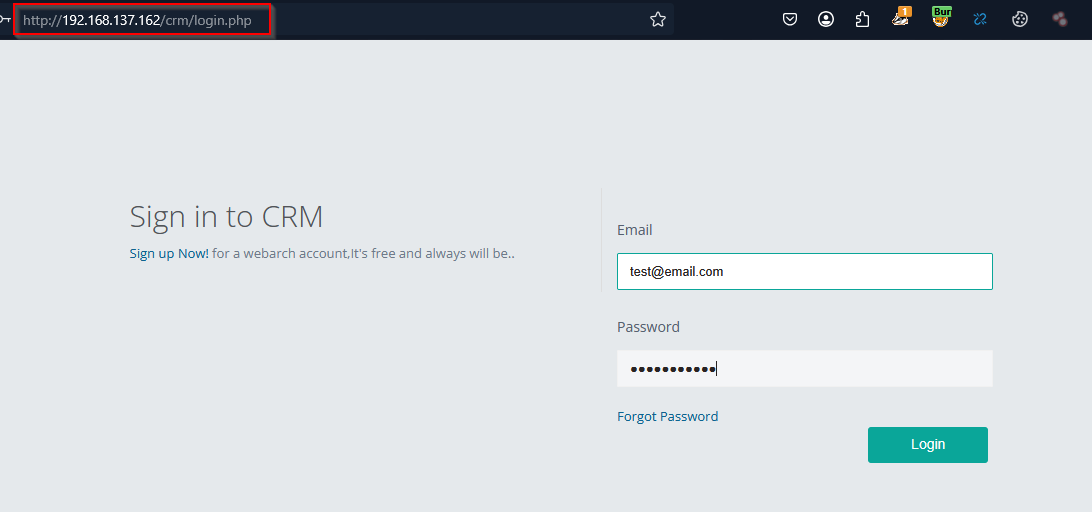 http://192.168.137.162/crm/login.php
1
Bur
Sign in to CRM
Sign up Now! for a webarch account,It's free and always will be..
Email
test@email.com
Password
•••••••••••
Forgot Password
Login